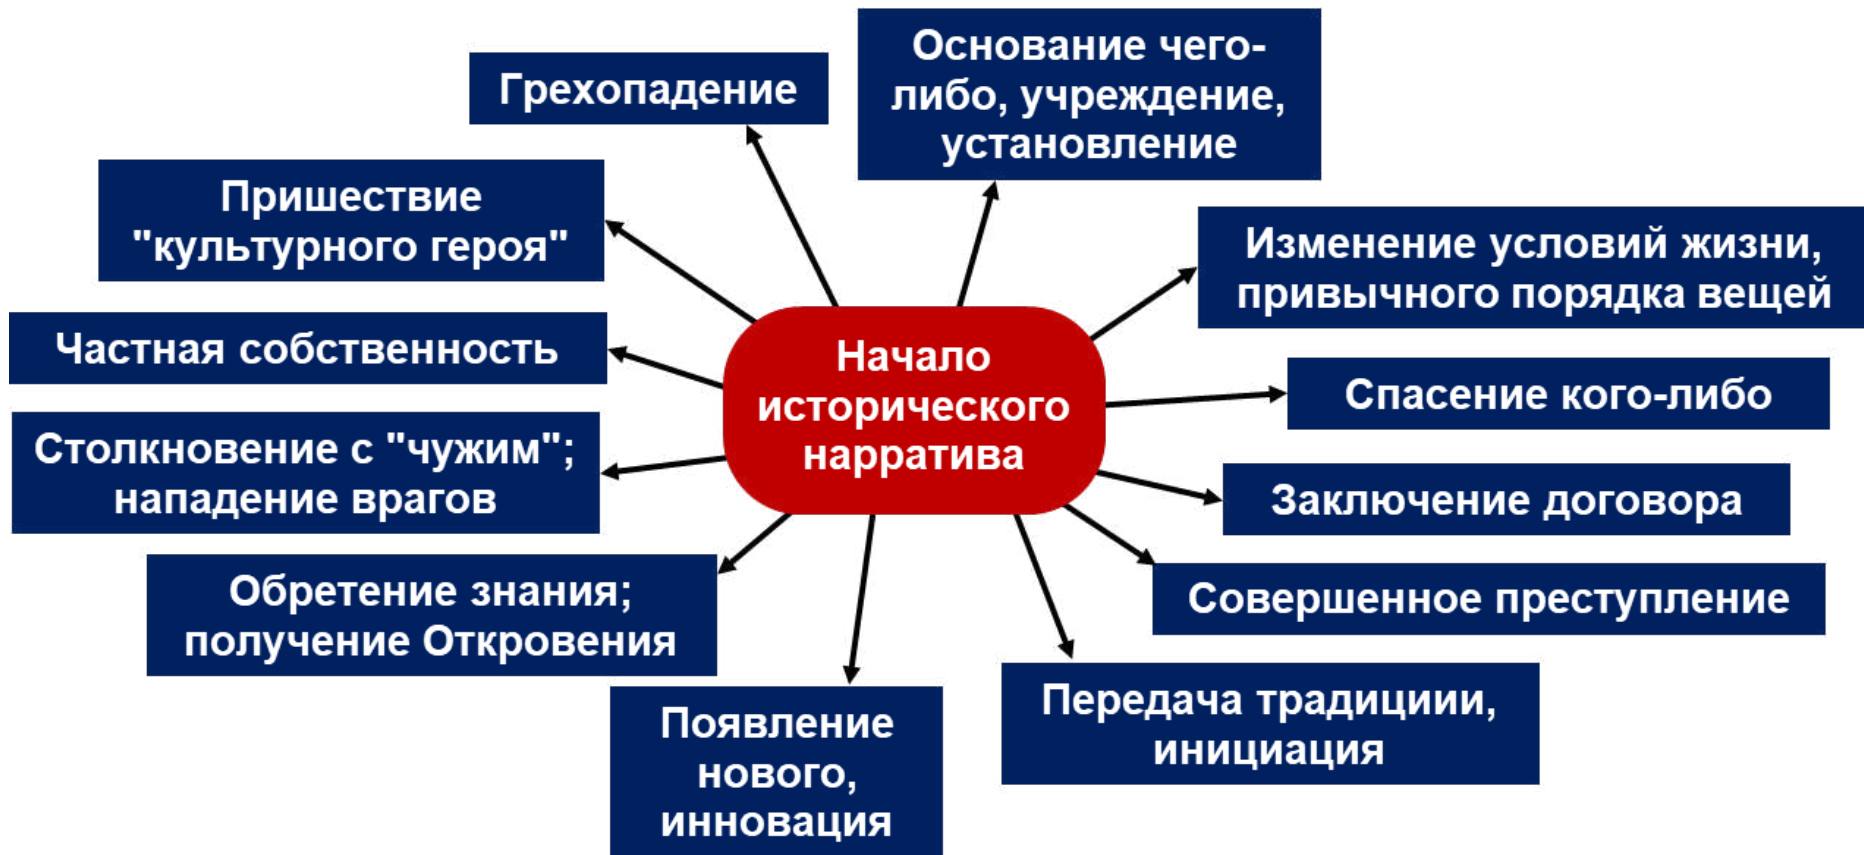 Основание чего-
либо, учреждение,
установление
Грехопадение
Пришествие
"культурного героя"
Изменение условий жизни,
привычного порядка вещей
Частная собственность
Начало
исторического
нарратива
Спасение кого-либо
Столкновение с "чужим";
нападение врагов
Заключение договора
Обретение знания;
получение Откровения
Совершенное преступление
Появление
нового,
инновация
Передача традициии,
инициация